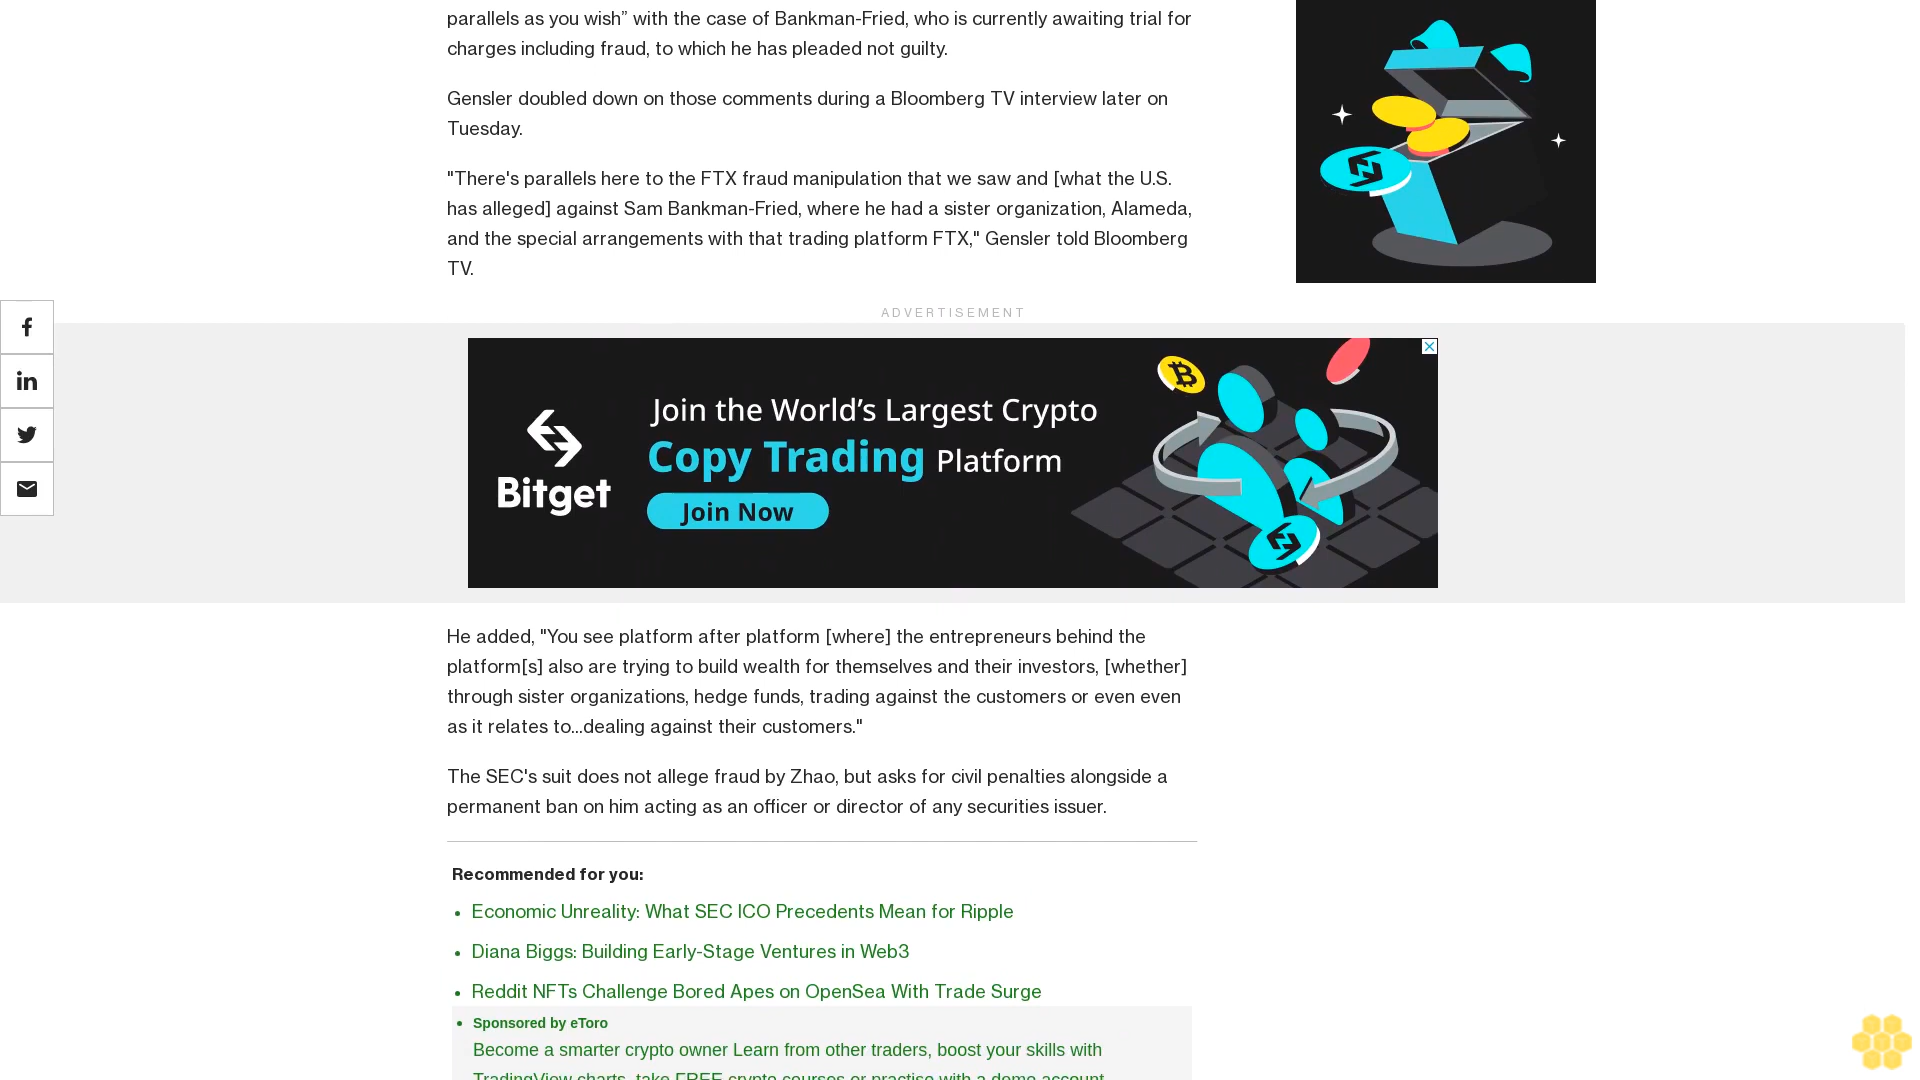 parallels as you wish” with the case of Bankman-Fried, who is currently awaiting trial for
charges including fraud, to which he has pleaded not guilty.
Gensler doubled down on those comments during a Bloomberg TV interview later on
Tuesday.
"There's parallels here to the FTX fraud manipulation that we saw and [what the U.S.
has alleged] against Sam Bankman-Fried, where he had a sister organization, Alameda,
and the special arrangements with that trading platform FTX," Gensler told Bloomberg
TV.
ADVERTISEMENT
Join the World’s Largest Crypto
Copy Trading Platform
Bitget
Join Now
He added, "You see platform after platform [where] the entrepreneurs behind the
platform[s] also are trying to build wealth for themselves and their investors, [whether]
through sister organizations, hedge funds, trading against the customers or even even
as it relates to...dealing against their customers."
The SEC's suit does not allege fraud by Zhao, but asks for civil penalties alongside a
permanent ban on him acting as an officer or director of any securities issuer.
Recommended for you:
• Economic Unreality: What SEC ICO Precedents Mean for Ripple
• Diana Biggs: Building Early-Stage Ventures in Web3
• Reddit NFTs Challenge Bored Apes on OpenSea With Trade Surge
• Sponsored by eToro
Become a smarter crypto owner Learn from other traders, boost your skills with
TradingView charts, take FREE crypto courses or practise with a demo account